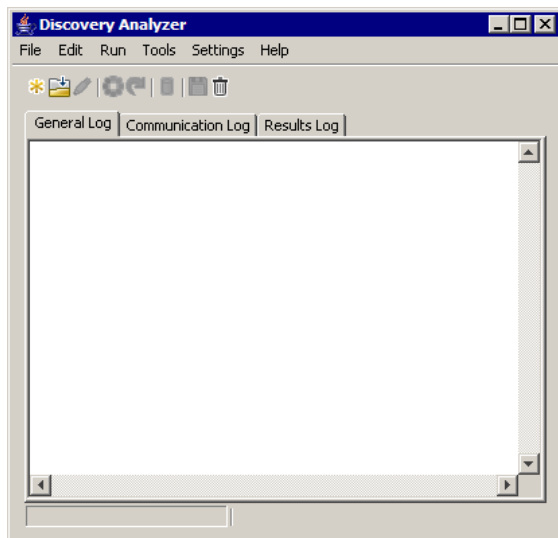 Discovery Analyzer
File Edit Run Tools Settings Help
General Log Communication Log Results Log